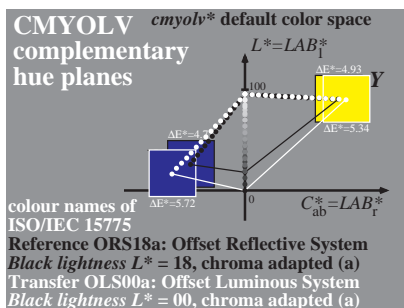 CMYOLV
complementary
hue planes
cmyolv* default color space
L*=LAB*l
ΔE*=4.93
100
Y
ΔE*=5.34
ΔE*=4.
ΔE*=5.72
0
C*ab=LAB*r
colour names of
ISO/IEC 15775
Reference ORS18a: Offset Reflective System
Black lightness L* = 18, chroma adapted (a)
Transfer OLS00a: Offset Luminous System
Black lightness L* = 00, chroma adapted (a)